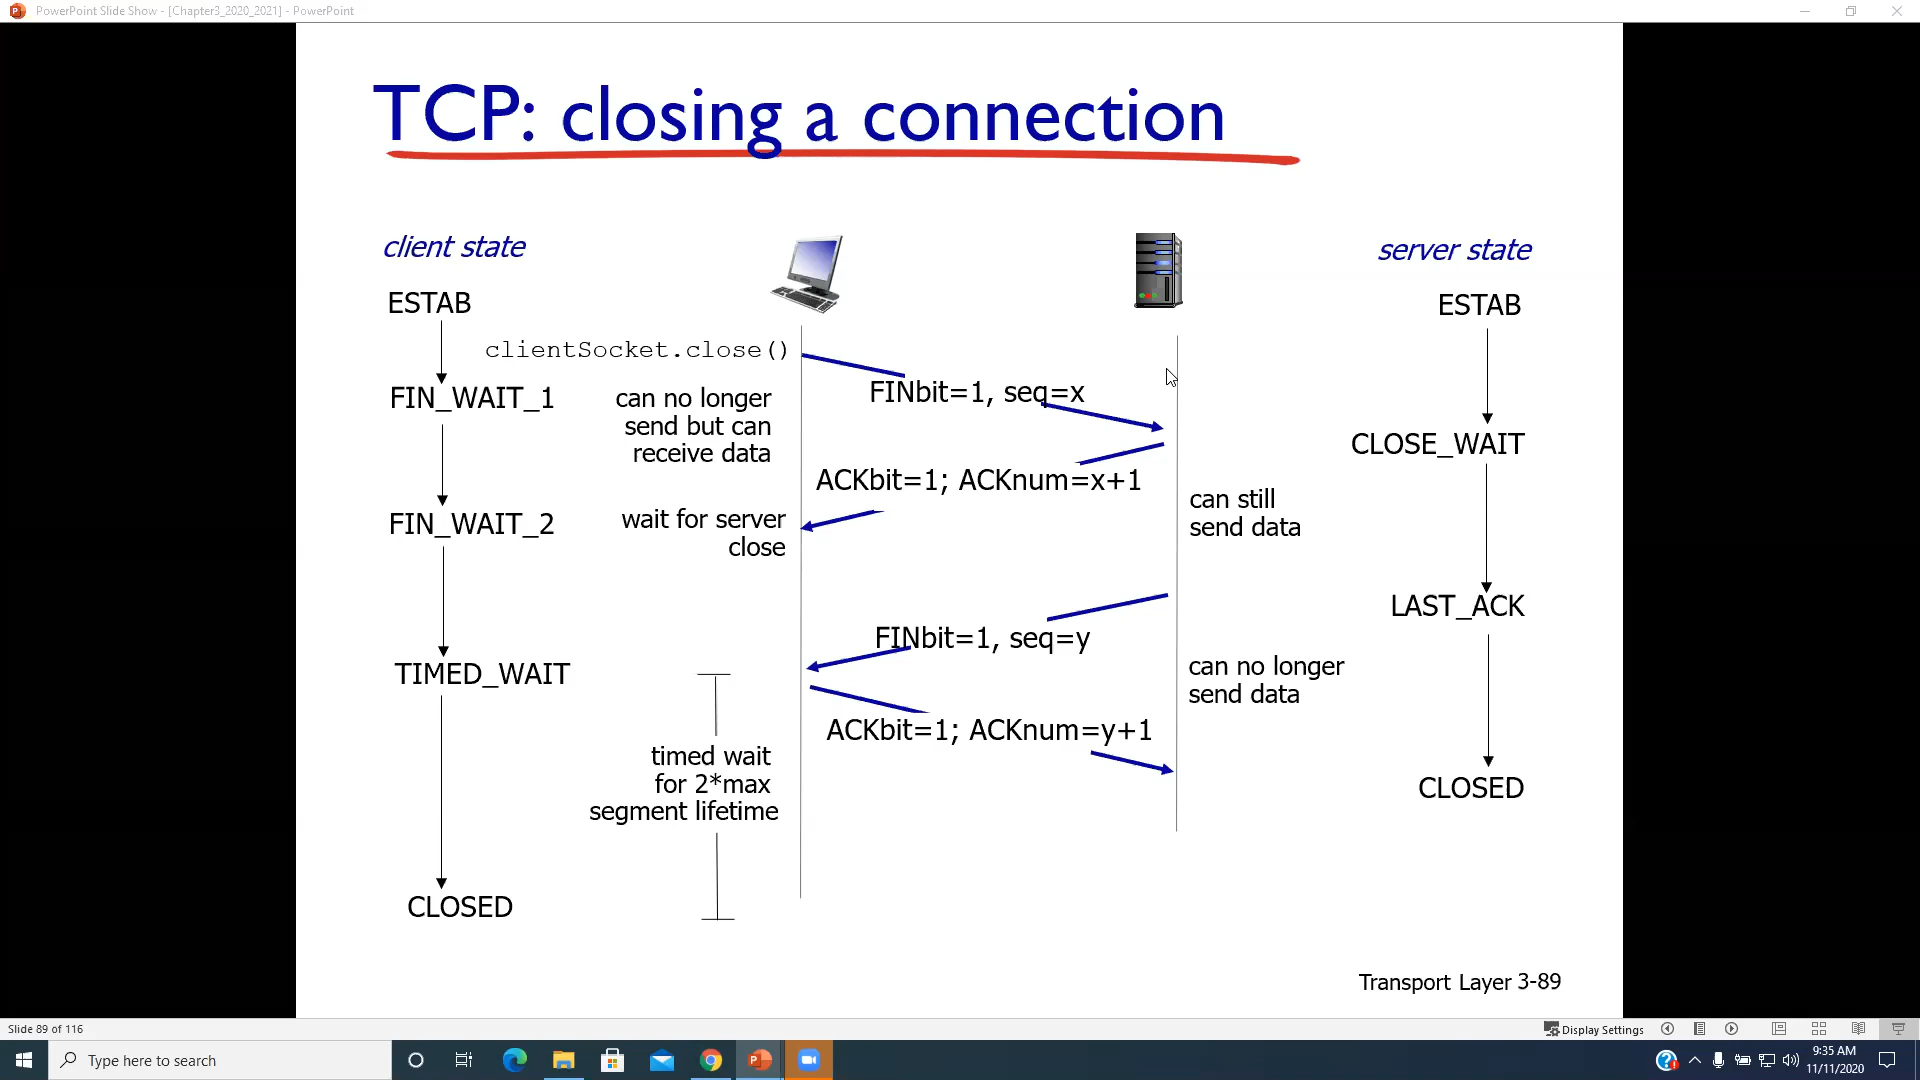 PowerPoint Slide Show - [Chapter3_2020_2021] - PowerPoint
TCP: closing a connection
client state
server state
ESTAB
ESTAB
clientSocket.close()
FIN_WAIT_1
can no longer
send but can
receive data
FINbit=1, seq=x
CLOSE_WAIT
ACKbit=1; ACKnum=x+1
can still
send data
FIN_WAIT_2
wait for server
close
LAST_ACK
FINbit=1, seq=y
TIMED_WAIT
can no longer
send data
ACKbit=1; ACKnum=y+1
timed wait
for 2*max
segment lifetime
CLOSED
CLOSED
Transport Layer 3-89
Slide 89 of 116
Display Settings
Type here to search
9:35 AM
11/11/2020